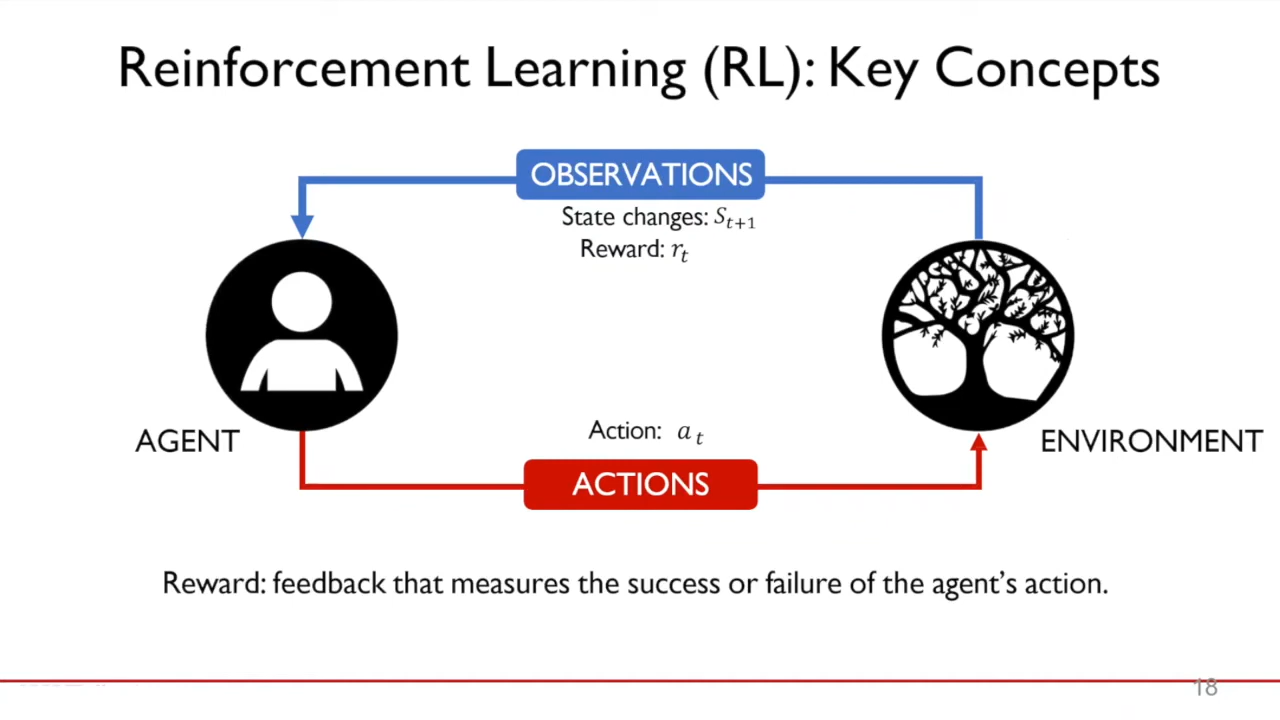 Reinforcement Learning (RL): Key Concepts
OBSERVATIONS
State changes: S_{t+1}
Reward: r_t
AGENT
ENVIRONMENT
Action: a_t
ACTIONS
Reward: feedback that measures the success or failure of the agent’s action.
18